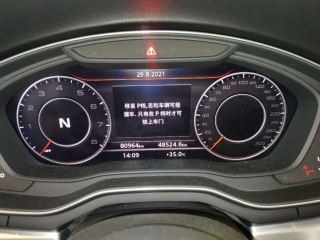 29.8.2021
移至 P档,否则车辆可能
溜车. 只有在 P 档时才可
锁上车门
N
80964km 48524.6km
14:09 +35.0℃